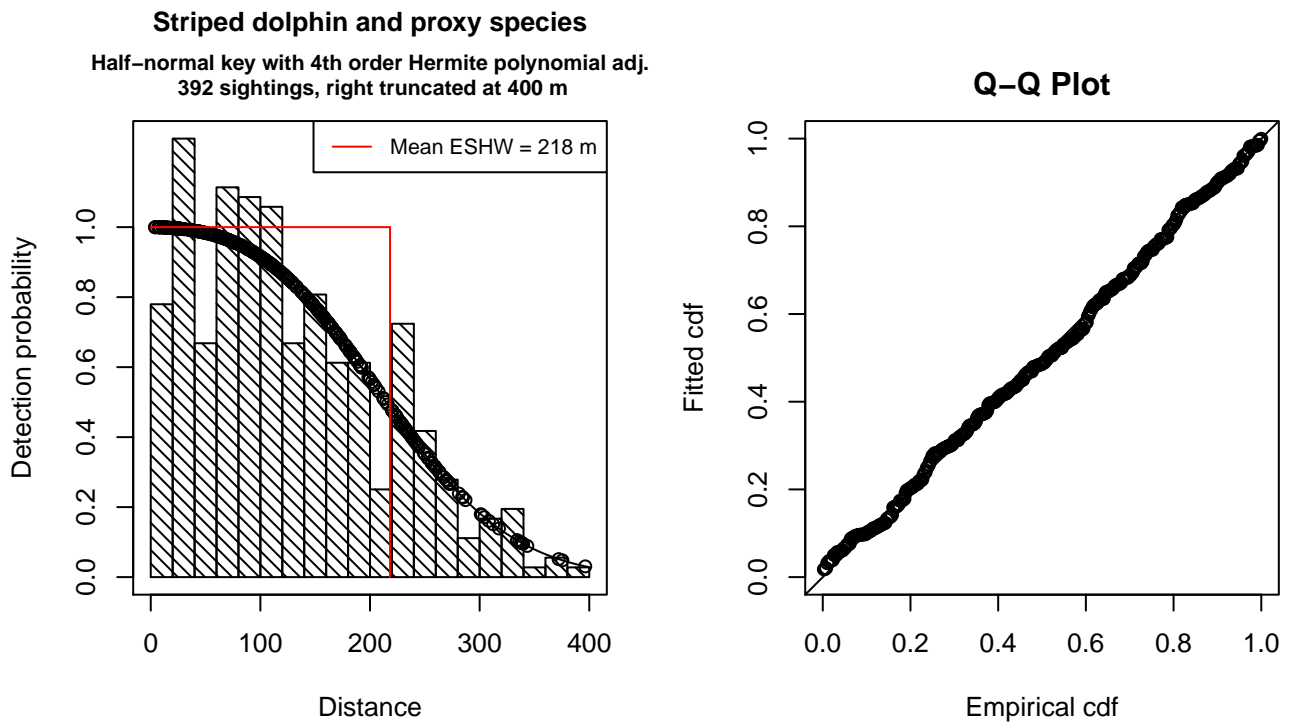 Striped dolphin and proxy species
Half−normal key with 4th order Hermite polynomial adj.
392 sightings, right truncated at 400 m
Mean ESHW = 218 m
Detection probability
0.0 0.2 0.4 0.6 0.8 1.0
0 100 200 300 400
Distance
Q−Q Plot
Fitted cdf
0.0 0.2 0.4 0.6 0.8 1.0
0.0 0.2 0.4 0.6 0.8 1.0
Empirical cdf